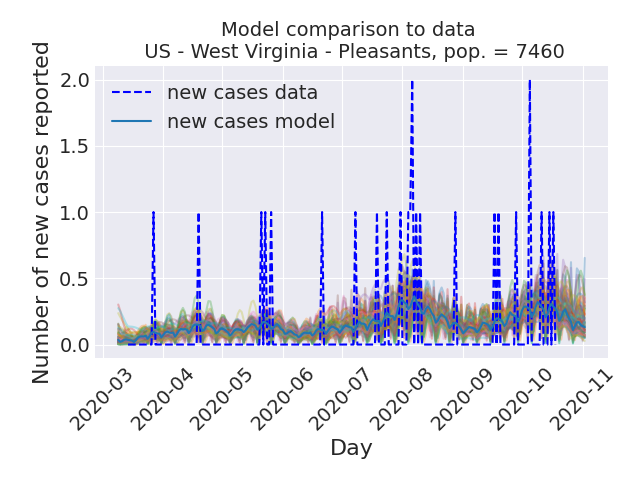 Model comparison to data
US - West Virginia - Pleasants, pop. = 7460
Number of new cases reported
2.0
1.5
1.0
0.5
0.0
new cases data
new cases model
2020-03
2020-04
2020-05
2020-06
2020-07
2020-08
2020-09
2020-10
2020-11
Day